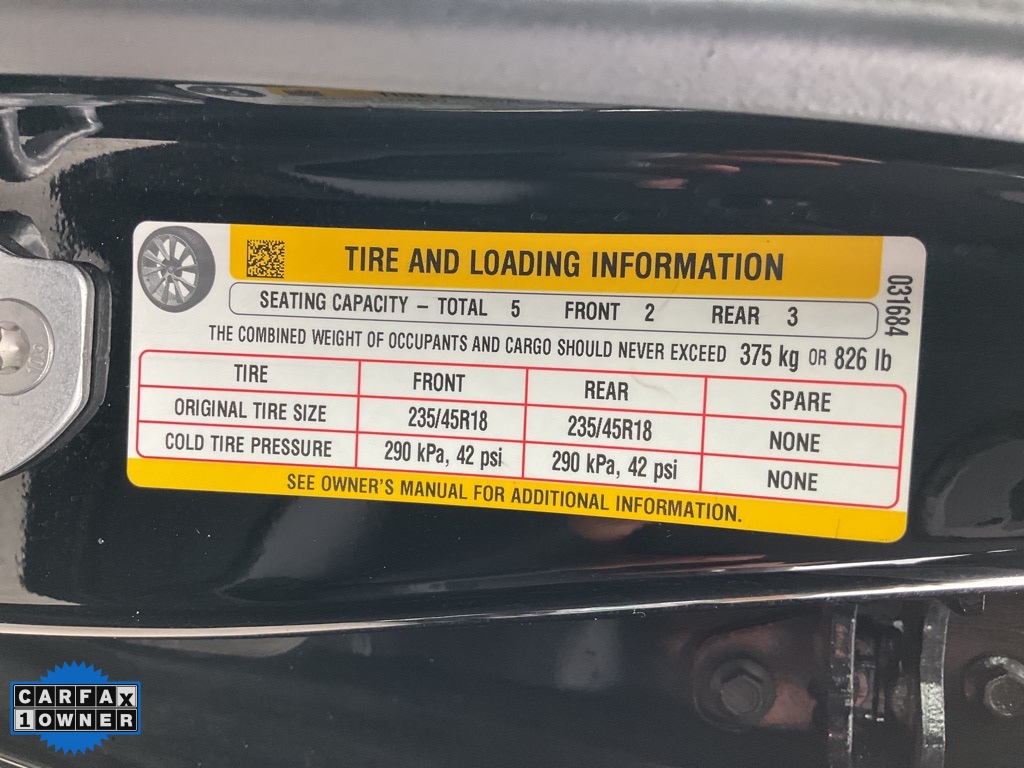 TIRE AND LOADING INFORMATION
SEATING CAPACITY – TOTAL 5 FRONT 2 REAR 3
031684
THE COMBINED WEIGHT OF OCCUPANTS AND CARGO SHOULD NEVER EXCEED 375 kg OR 826 lb
TIRE FRONT REAR SPARE
ORIGINAL TIRE SIZE 235/45R18 235/45R18 NONE
COLD TIRE PRESSURE 290 kPa, 42 psi 290 kPa, 42 psi NONE
SEE OWNER'S MANUAL FOR ADDITIONAL INFORMATION.
CARFAX
1 OWNER